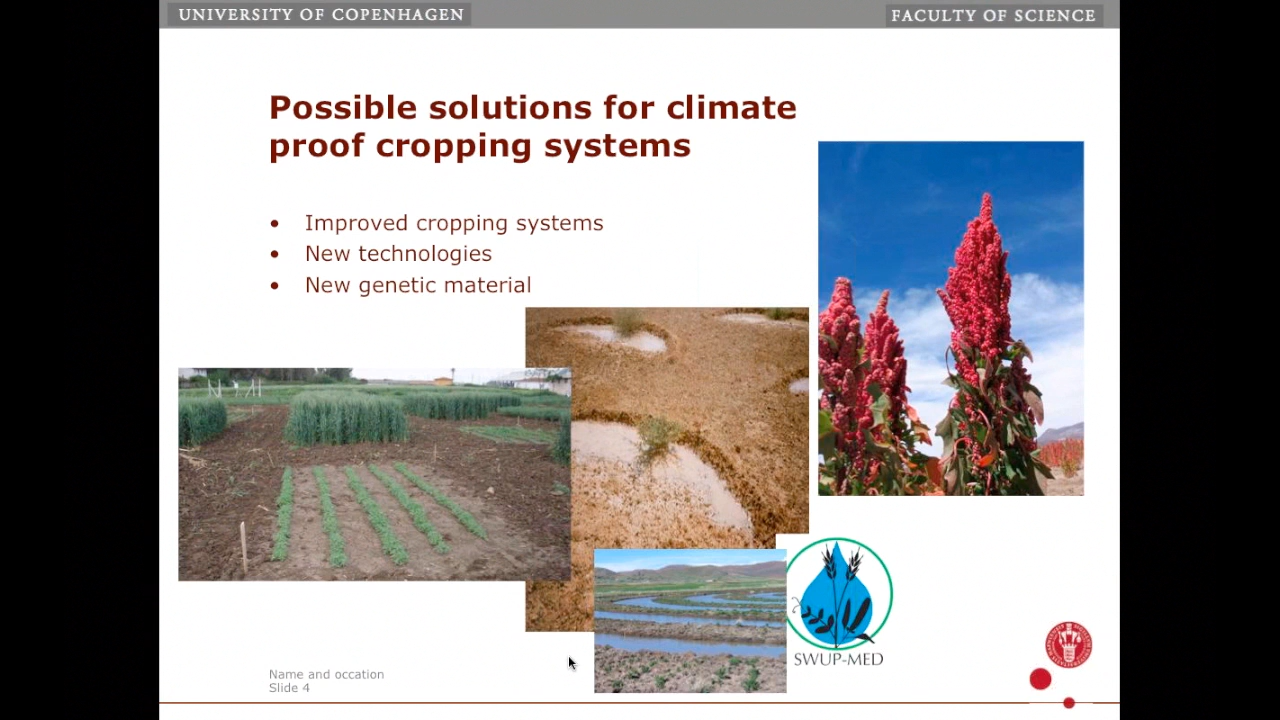 UNIVERSITY OF COPENHAGEN
FACULTY OF SCIENCE
Possible solutions for climate
proof cropping systems
• Improved cropping systems
• New technologies
• New genetic material
SWUP-MED
Name and occation
Slide 4